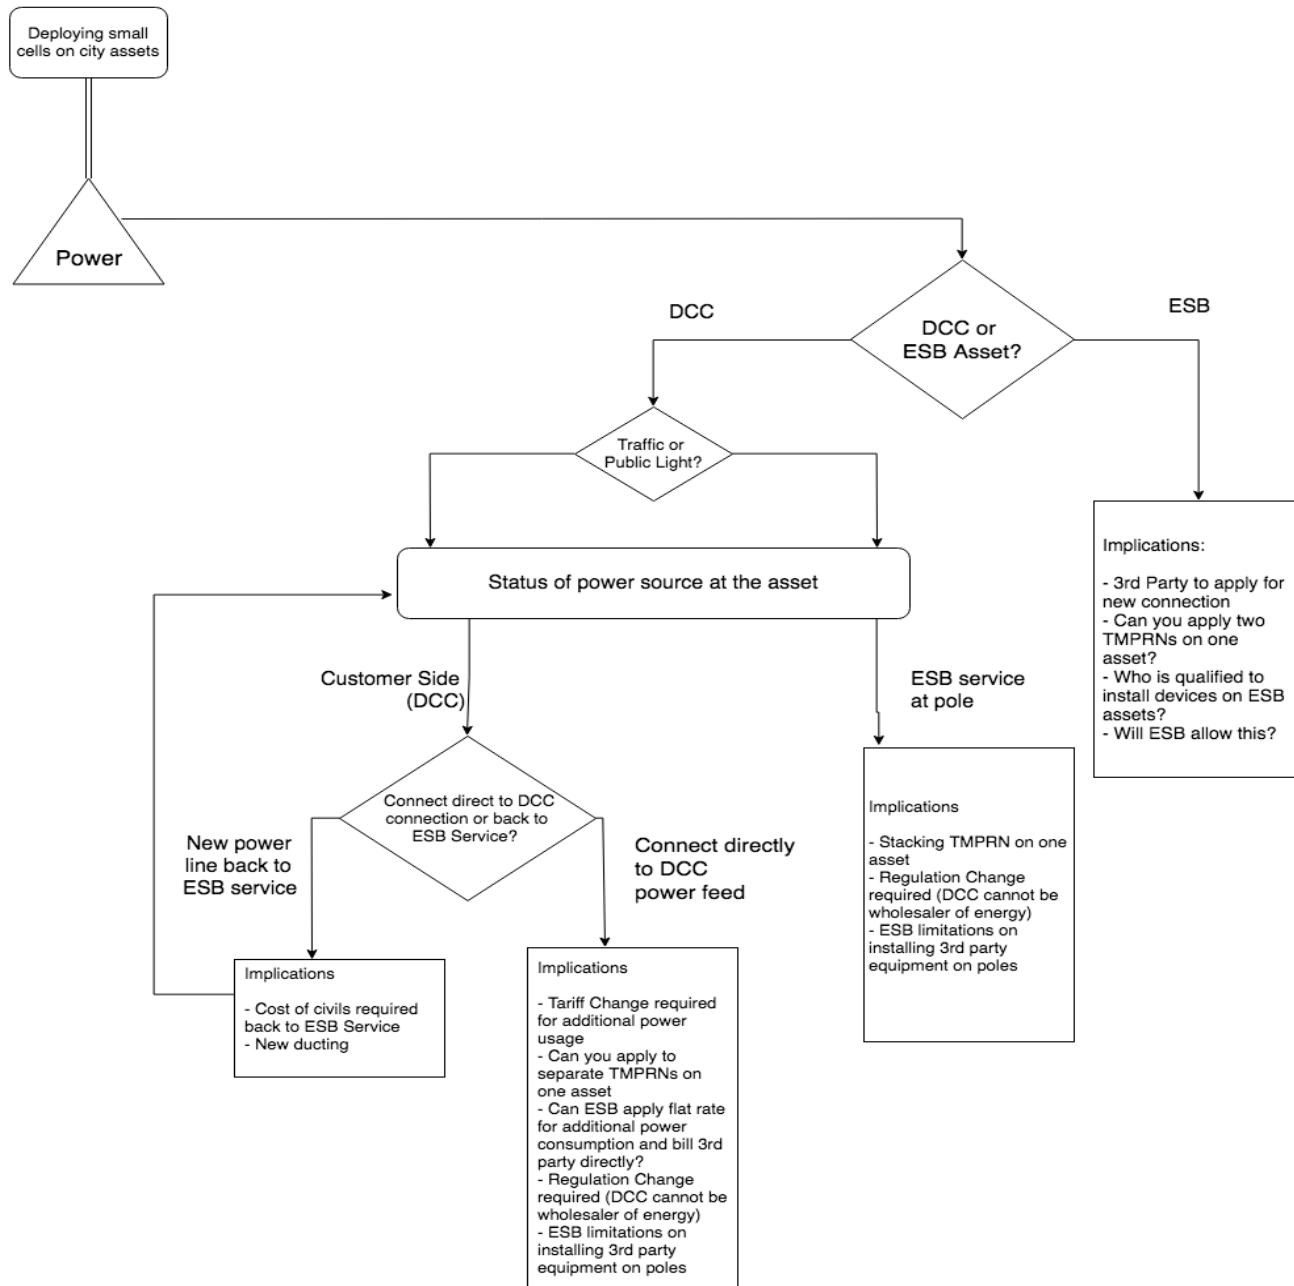 Deploying small
cells on city assets
Power
DCC
ESB
DCC or
ESB Asset?
Traffic or
Public Light?
Status of power source at the asset
Implications:
- 3rd Party to apply for
new connection
- Can you apply two
TMPRNs on one
asset?
- Who is qualified to
install devices on ESB
assets?
- Will ESB allow this?
Customer Side
(DCC)
ESB service
at pole
Connect direct to DCC
connection or back to
ESB Service?
New power
line back to
ESB service
Connect directly
to DCC
power feed
Implications
- Stacking TMPRN on one
asset
- Regulation Change
required (DCC cannot be
wholesaler of energy)
- ESB limitations on
installing 3rd party
equipment on poles
Implications
- Cost of civils required
back to ESB Service
- New ducting
Implications
- Tariff Change required
for additional power
usage
- Can you apply to
separate TMPRNs on
one asset
- Can ESB apply flat rate
for additional power
consumption and bill 3rd
party directly?
- Regulation Change
required (DCC cannot be
wholesaler of energy)
- ESB limitations on
installing 3rd party
equipment on poles